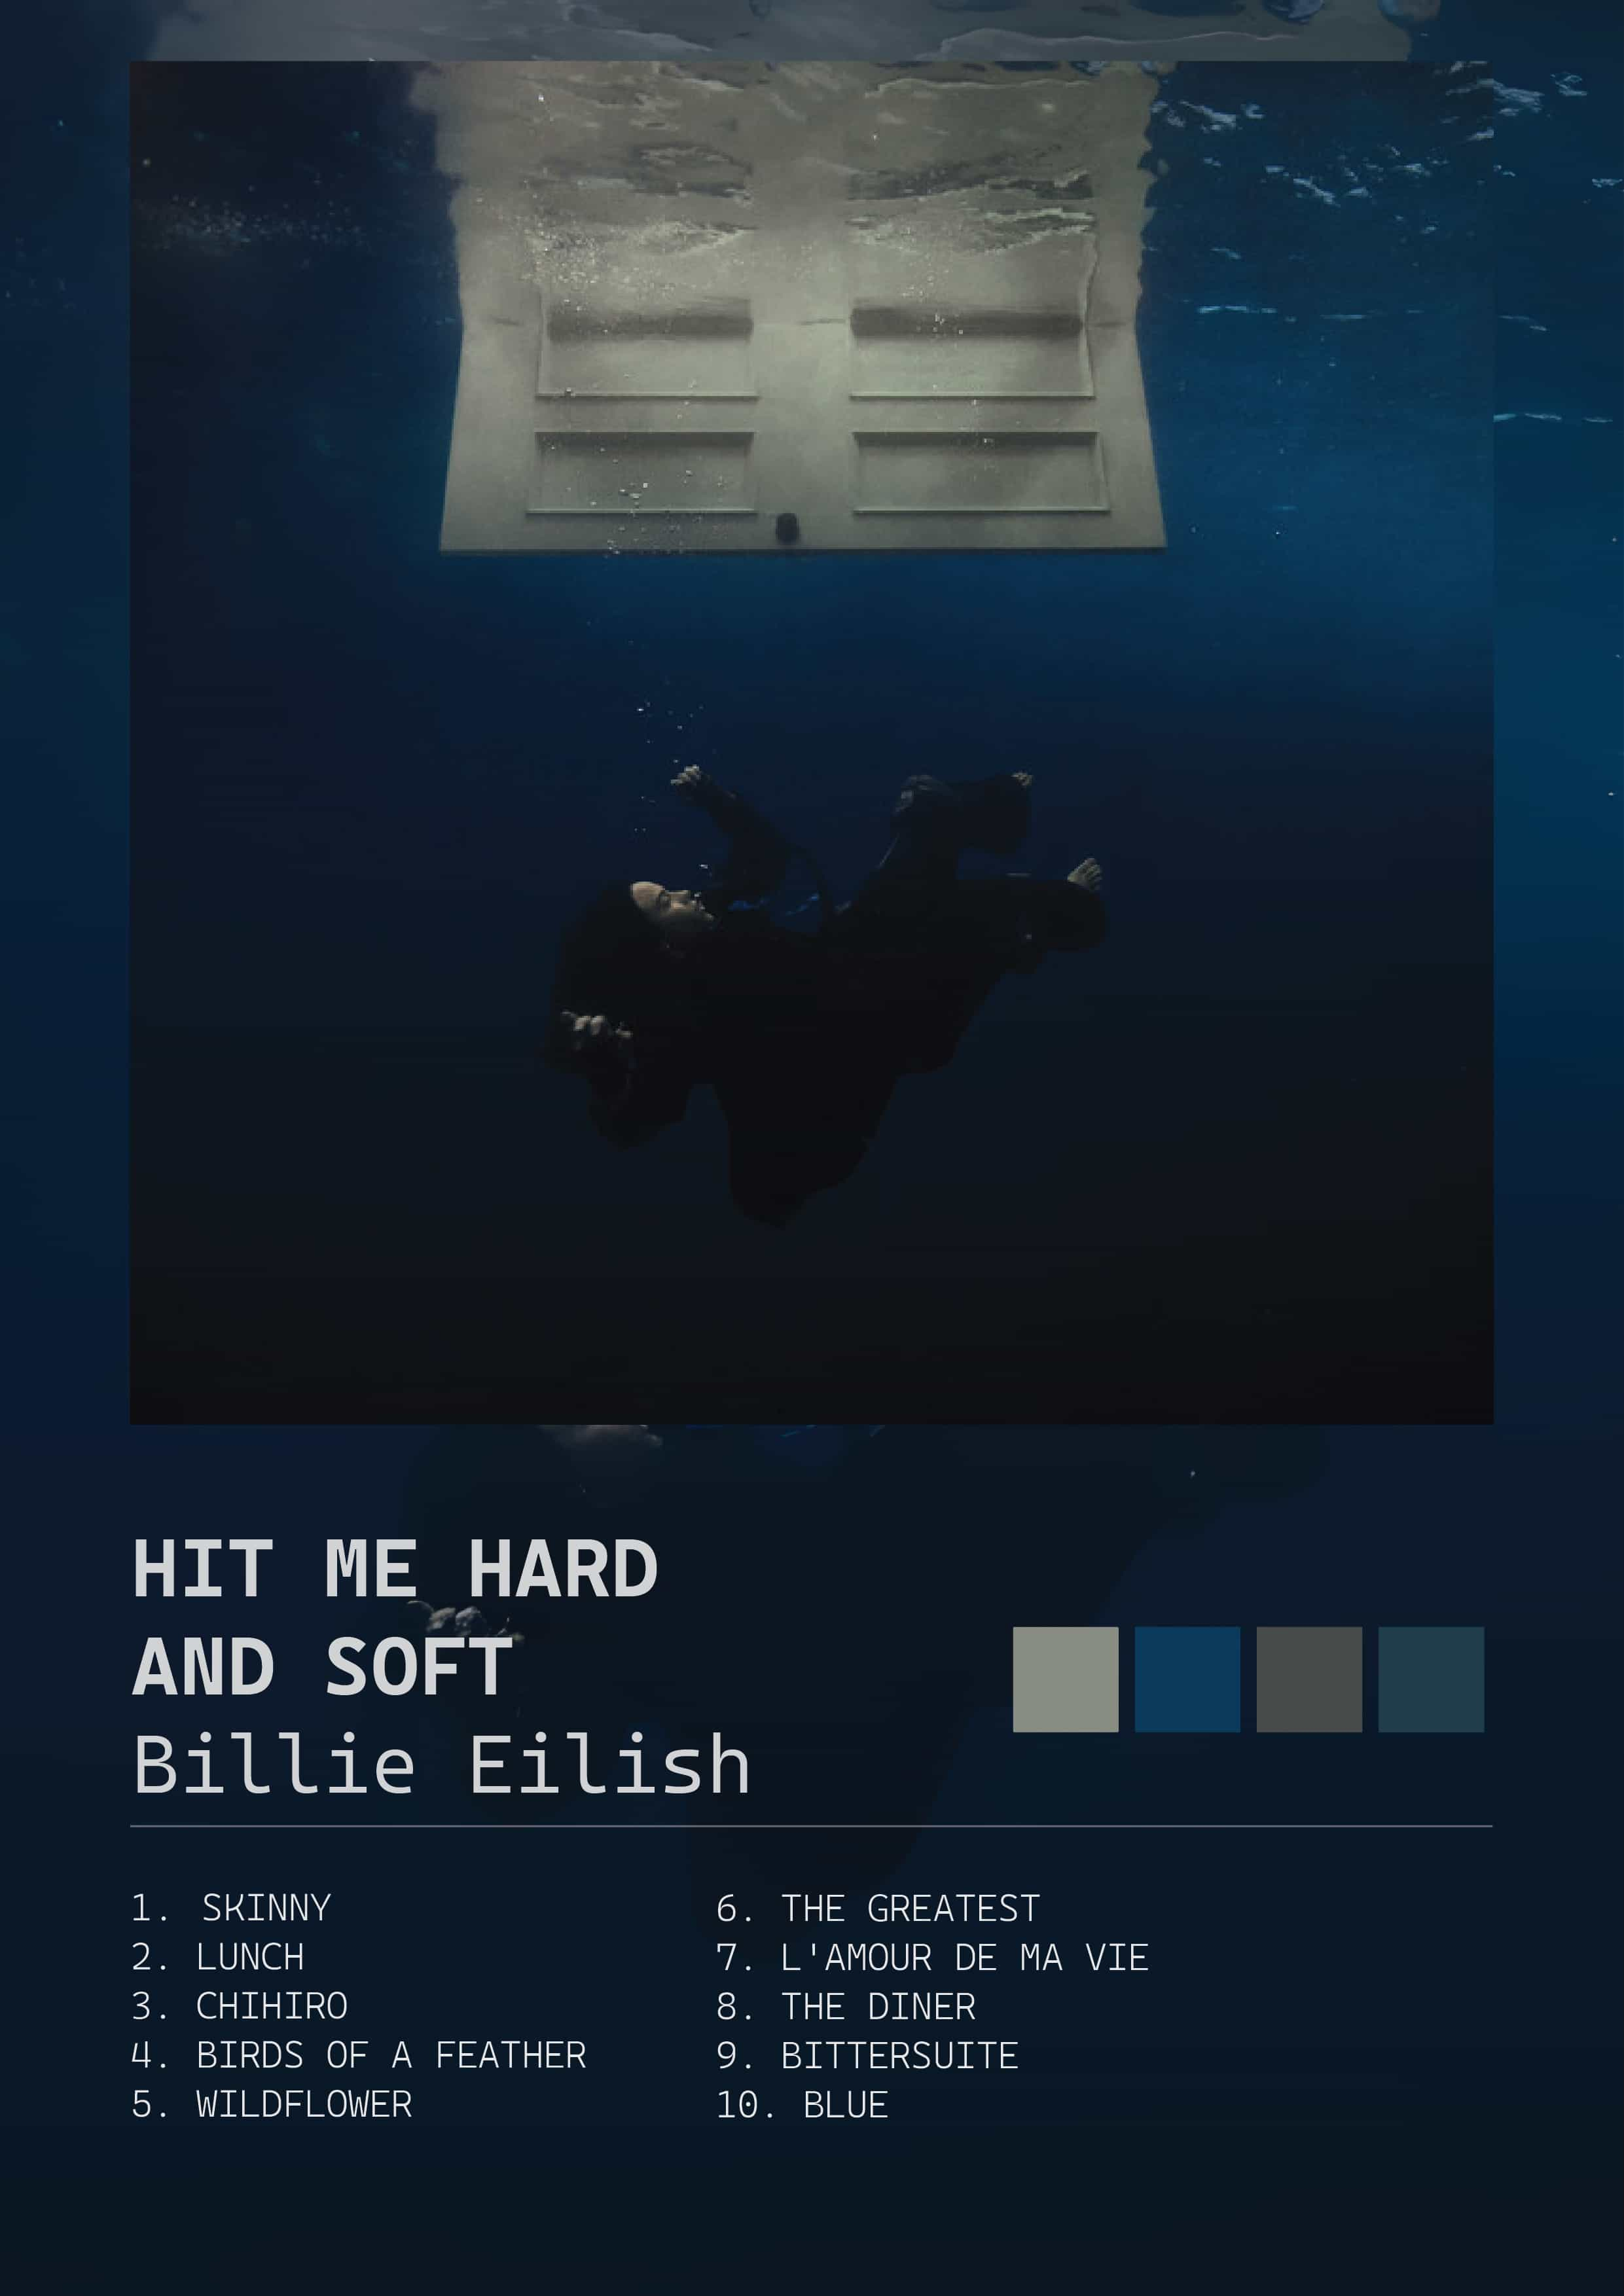 HIT ME HARD
AND SOFT
Billie Eilish
1. SKINNY
2. LUNCH
3. CHIHIRO
4. BIRDS OF A FEATHER
5. WILDFLOWER
6. THE GREATEST
7. L'AMOUR DE MA VIE
8. THE DINER
9. BITTERSUITE
10. BLUE